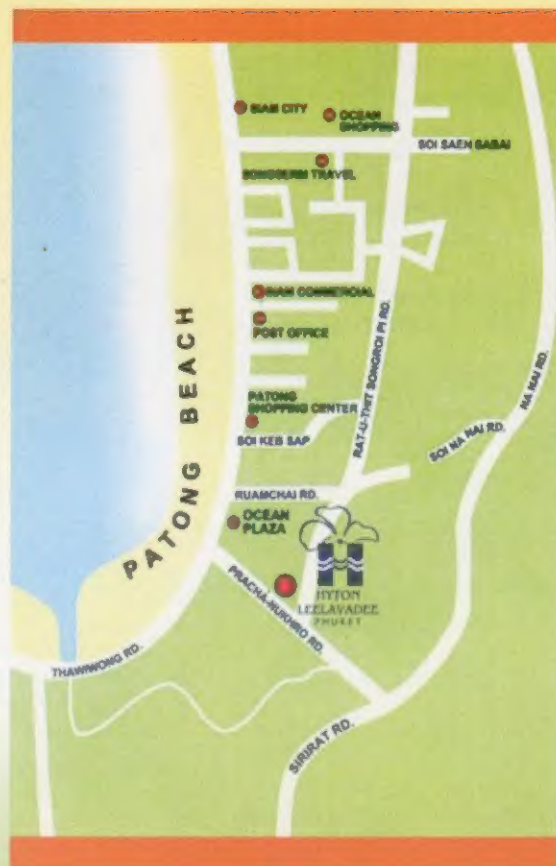 SIAM CITY
OCEAN
SHOPPING
SOI SAEN SABAI
SONGSERM TRAVEL
SIAM COMMERCIAL
POST OFFICE
PATONG BEACH
RAT-U-THIT SONGROI PI RD.
NA NAI RD.
PATONG
SHOPPING CENTER
SOI KEB SAP
SOI NA NAI RD.
RUAMCHAI RD.
OCEAN
PLAZA
HYTON
LEELAVADEE
PHUKET
PRACHA-NUKHRO RD.
THAWIWONG RD.
SIRIRAT RD.